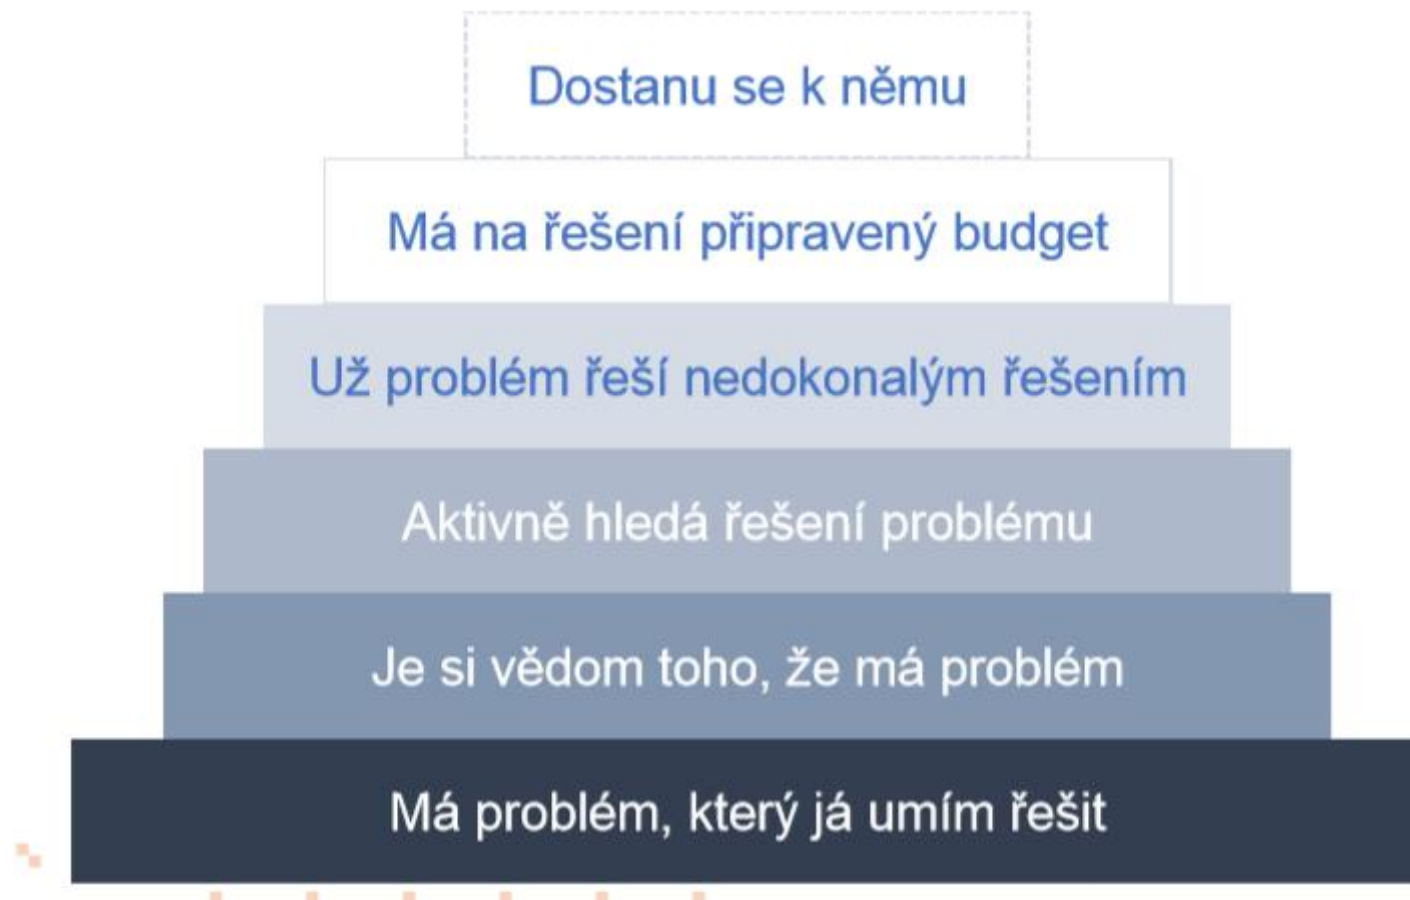 Dostanu se k němu
Má na řešení připravený budget
Už problém řeší nedokonalým řešením
Aktivně hledá řešení problému
Je si vědom toho, že má problém
Má problém, který já umím řešit